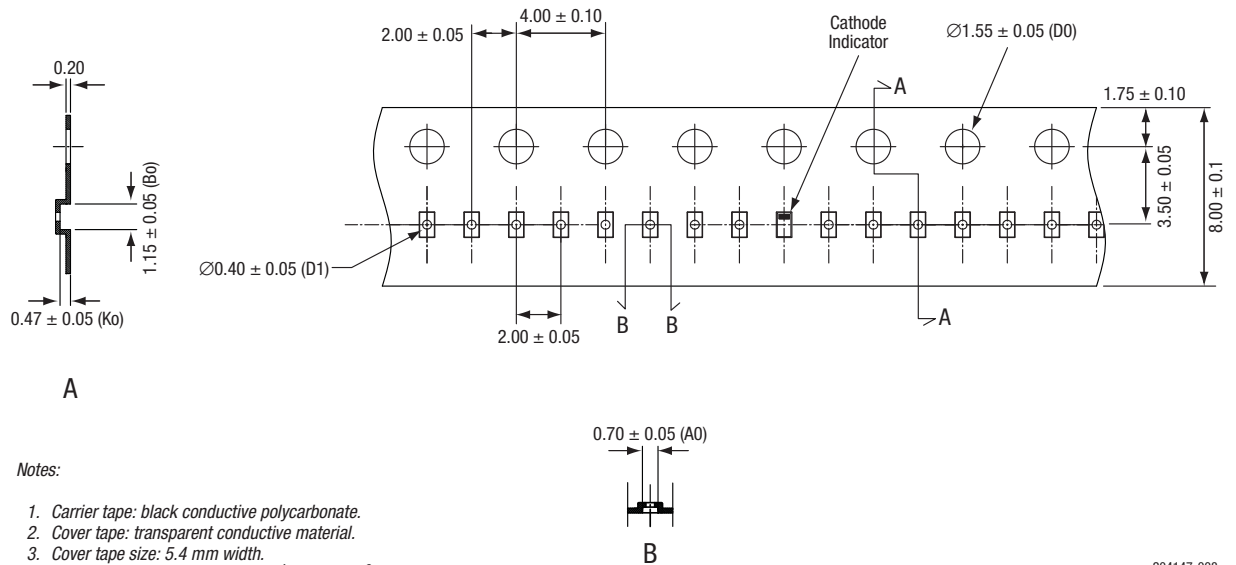 4.00 ± 0.10
2.00 ± 0.05
Cathode
Indicator
∅1.55 ± 0.05 (D0)
0.20
A
1.75 ± 0.10
1.15 ± 0.05 (Bo)
3.50 ± 0.05
8.00 ± 0.1
∅0.40 ± 0.05 (D1)
0.47 ± 0.05 (Ko)
B
B
A
2.00 ± 0.05
A
0.70 ± 0.05 (A0)
Notes:
1. Carrier tape: black conductive polycarbonate.
2. Cover tape: transparent conductive material.
3. Cover tape size: 5.4 mm width.
B